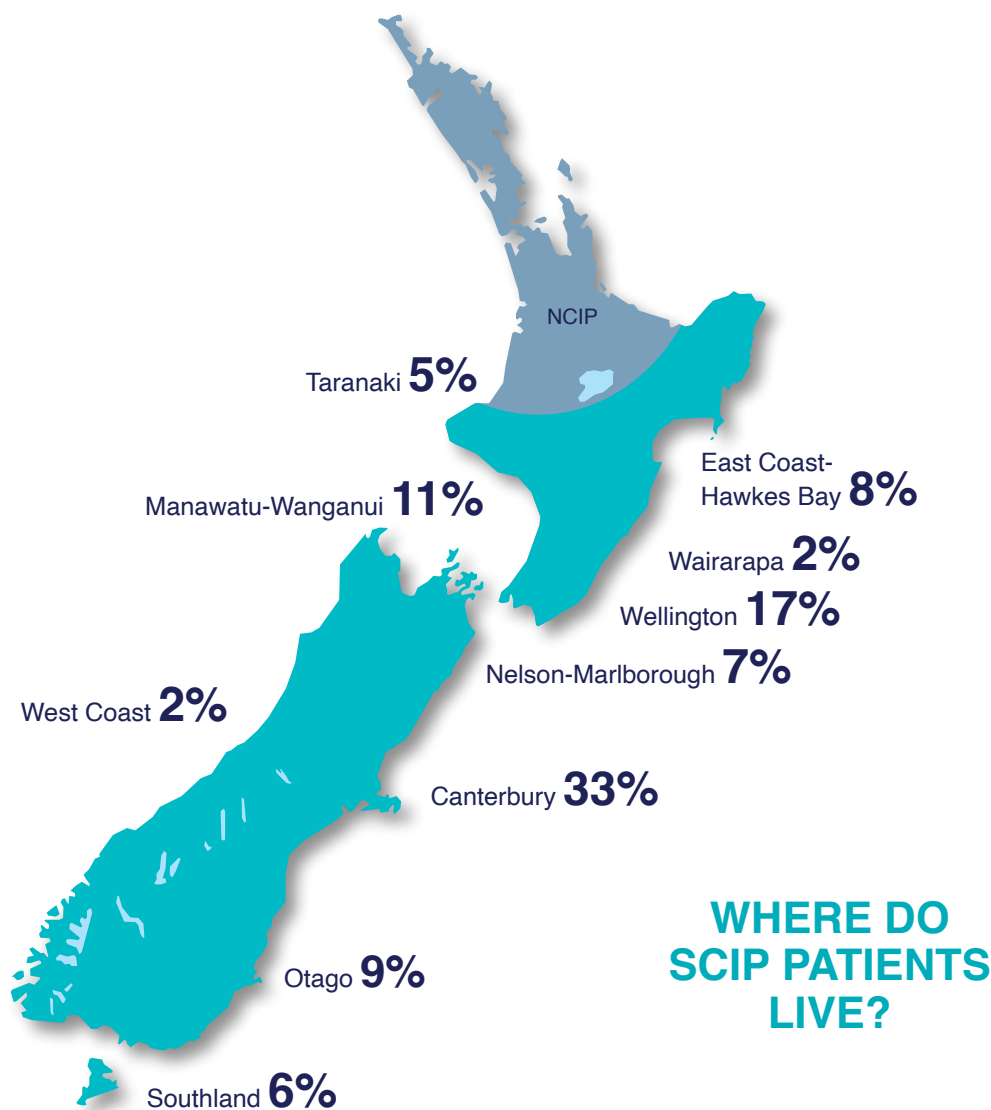 NCIP
Taranaki 5%
East Coast-
Hawkes Bay 8%
Manawatu-Wanganui 11%
Wairarapa 2%
Wellington 17%
Nelson-Marlborough 7%
West Coast 2%
Canterbury 33%
WHERE DO
SCIP PATIENTS
LIVE?
Otago 9%
Southland 6%